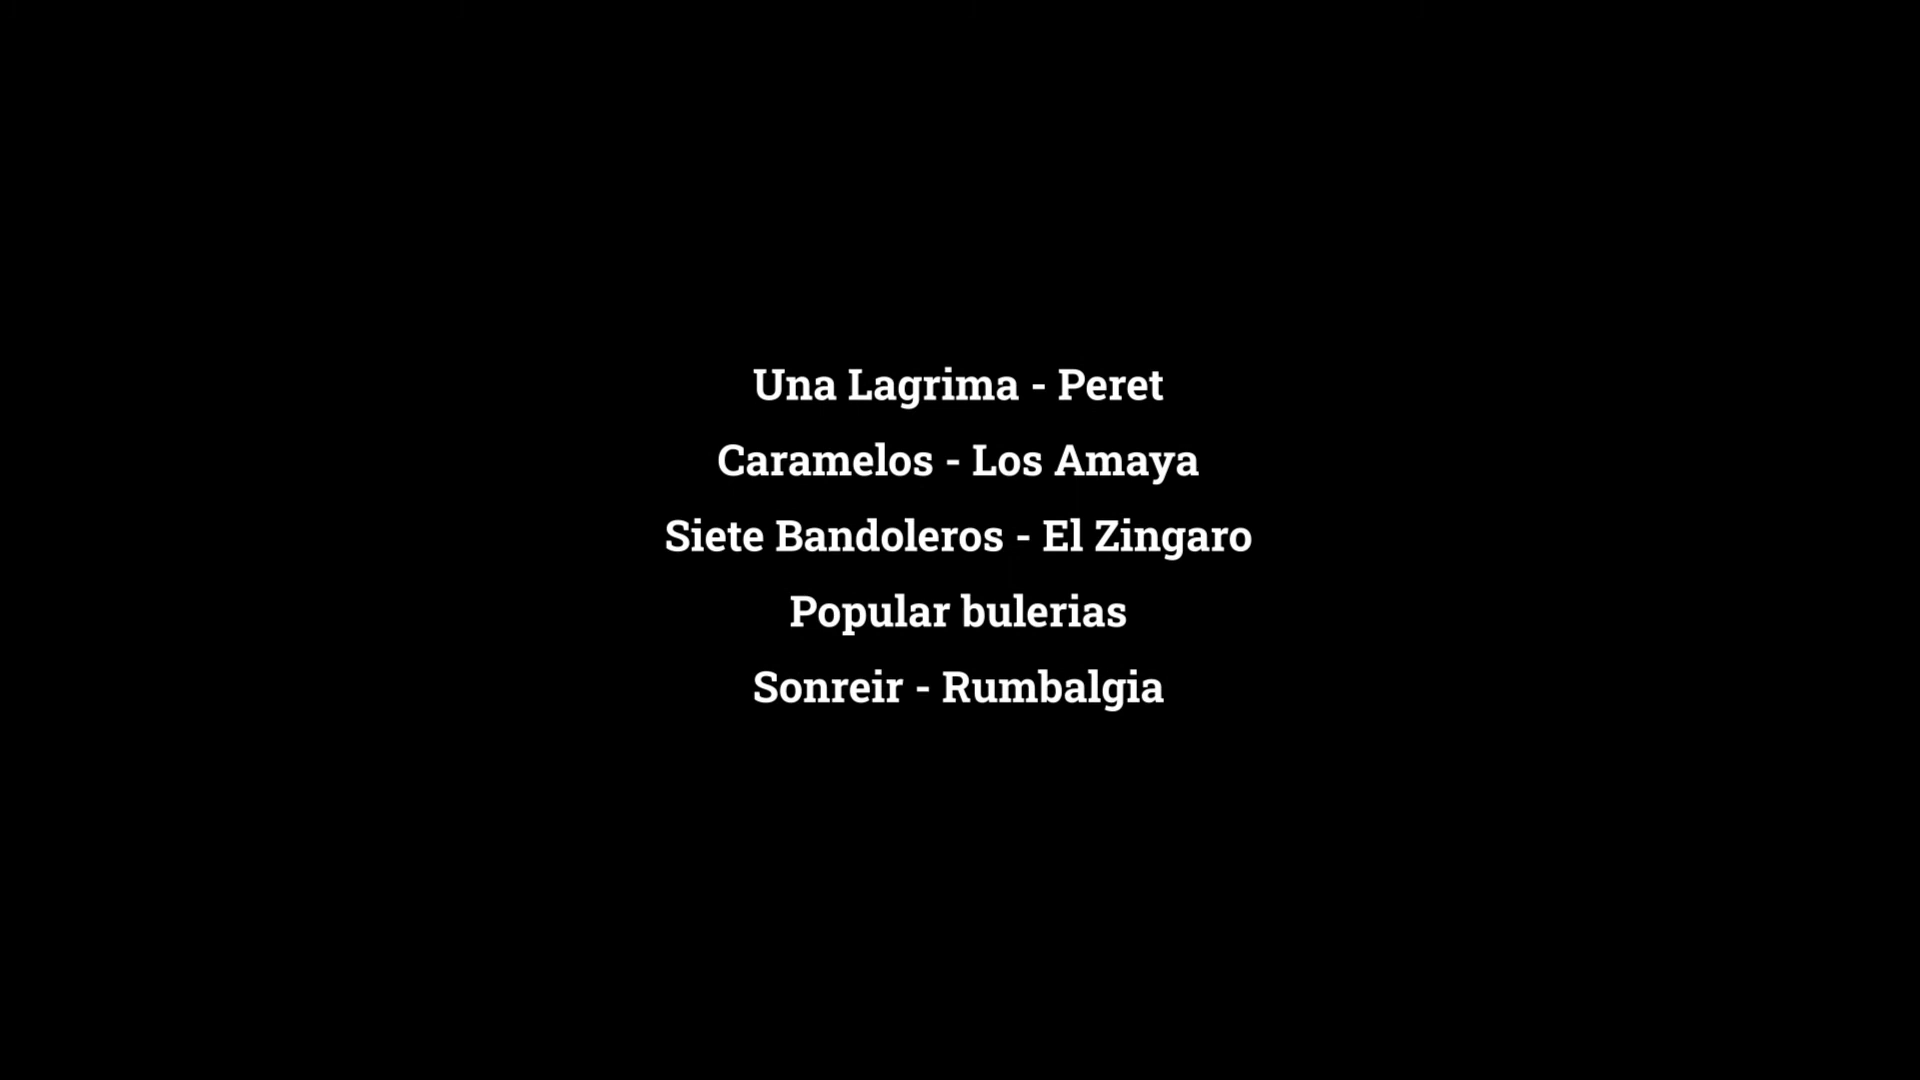 Una Lagrima - Peret
Caramelos - Los Amaya
Siete Bandoleros - El Zingaro
Popular bulerias
Sonreir - Rumbalgia